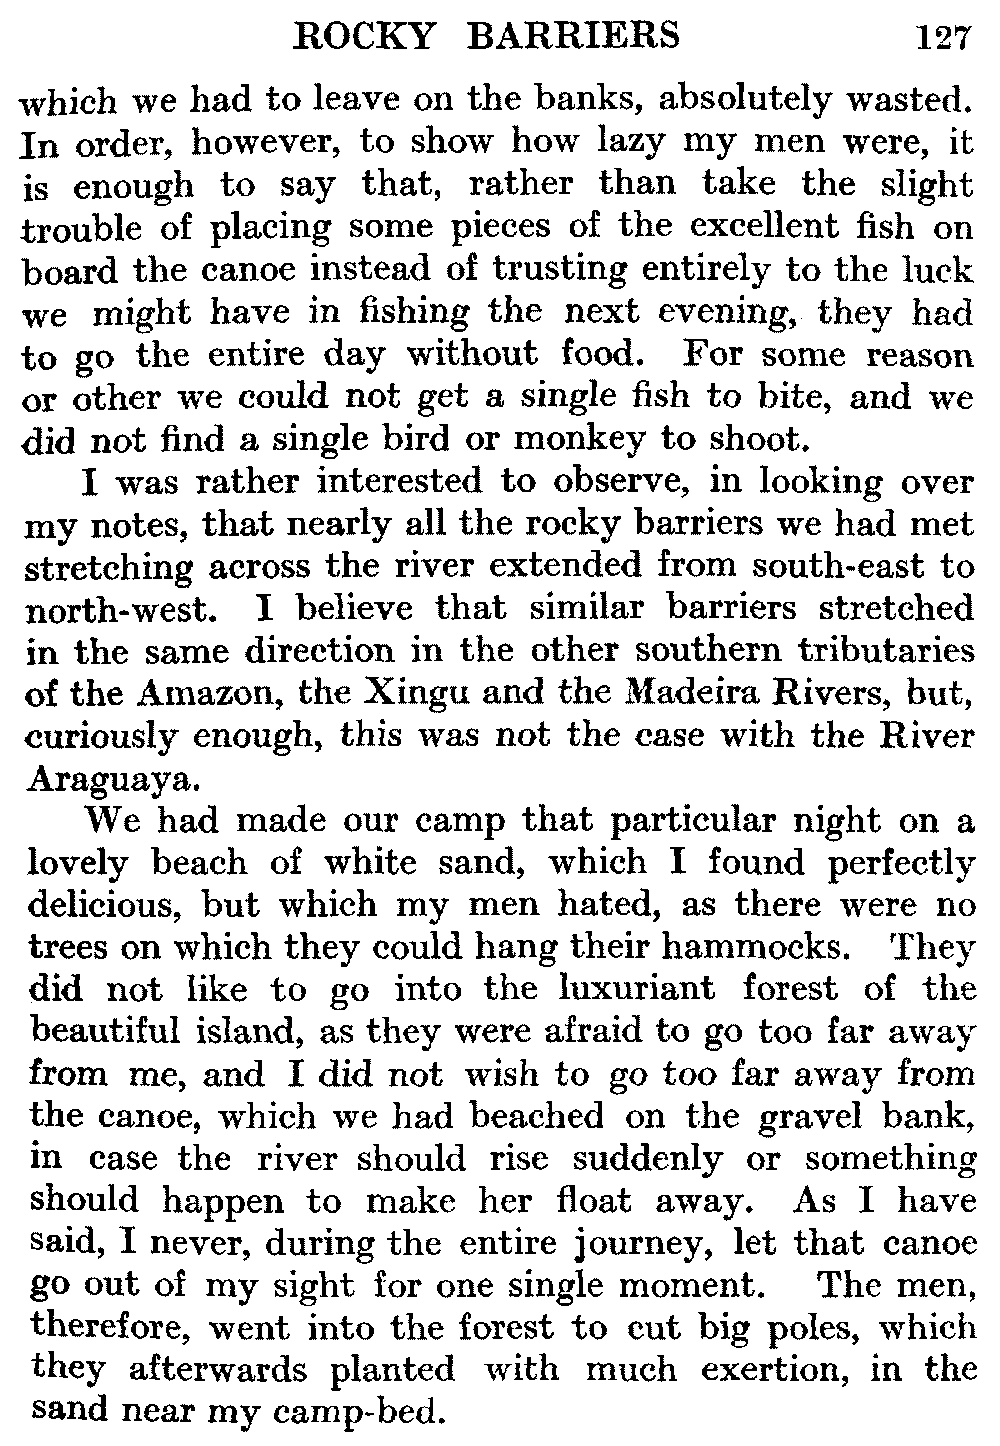 ROCKY BARRIERS 127
which we had to leave on the banks, absolutely wasted.
In order, however, to show how lazy my men were, it
is enough to say that, rather than take the slight
trouble of placing some pieces of the excellent fish on
board the canoe instead of trusting entirely to the luck
we might have in fishing the next evening, they had
to go the entire day without food. For some reason
or other we could not get a single fish to bite, and we
did not find a single bird or monkey to shoot.
I was rather interested to observe, in looking over
my notes, that nearly all the rocky barriers we had met
stretching across the river extended from south-east to
north-west. I believe that similar barriers stretched
in the same direction in the other southern tributaries
of the Amazon, the Xingu and the Madeira Rivers, but,
curiously enough, this was not the case with the River
Araguaya.
We had made our camp that particular night on a
lovely beach of white sand, which I found perfectly
delicious, but which my men hated, as there were no
trees on which they could hang their hammocks. They
did not like to go into the luxuriant forest of the
beautiful island, as they were afraid to go too far away
from me, and I did not wish to go too far away from
the canoe, which we had beached on the gravel bank,
in case the river should rise suddenly or something
should happen to make her float away. As I have
said, I never, during the entire journey, let that canoe
go out of my sight for one single moment. The men,
therefore, went into the forest to cut big poles, which
they afterwards planted with much exertion, in the
sand near my camp-bed.